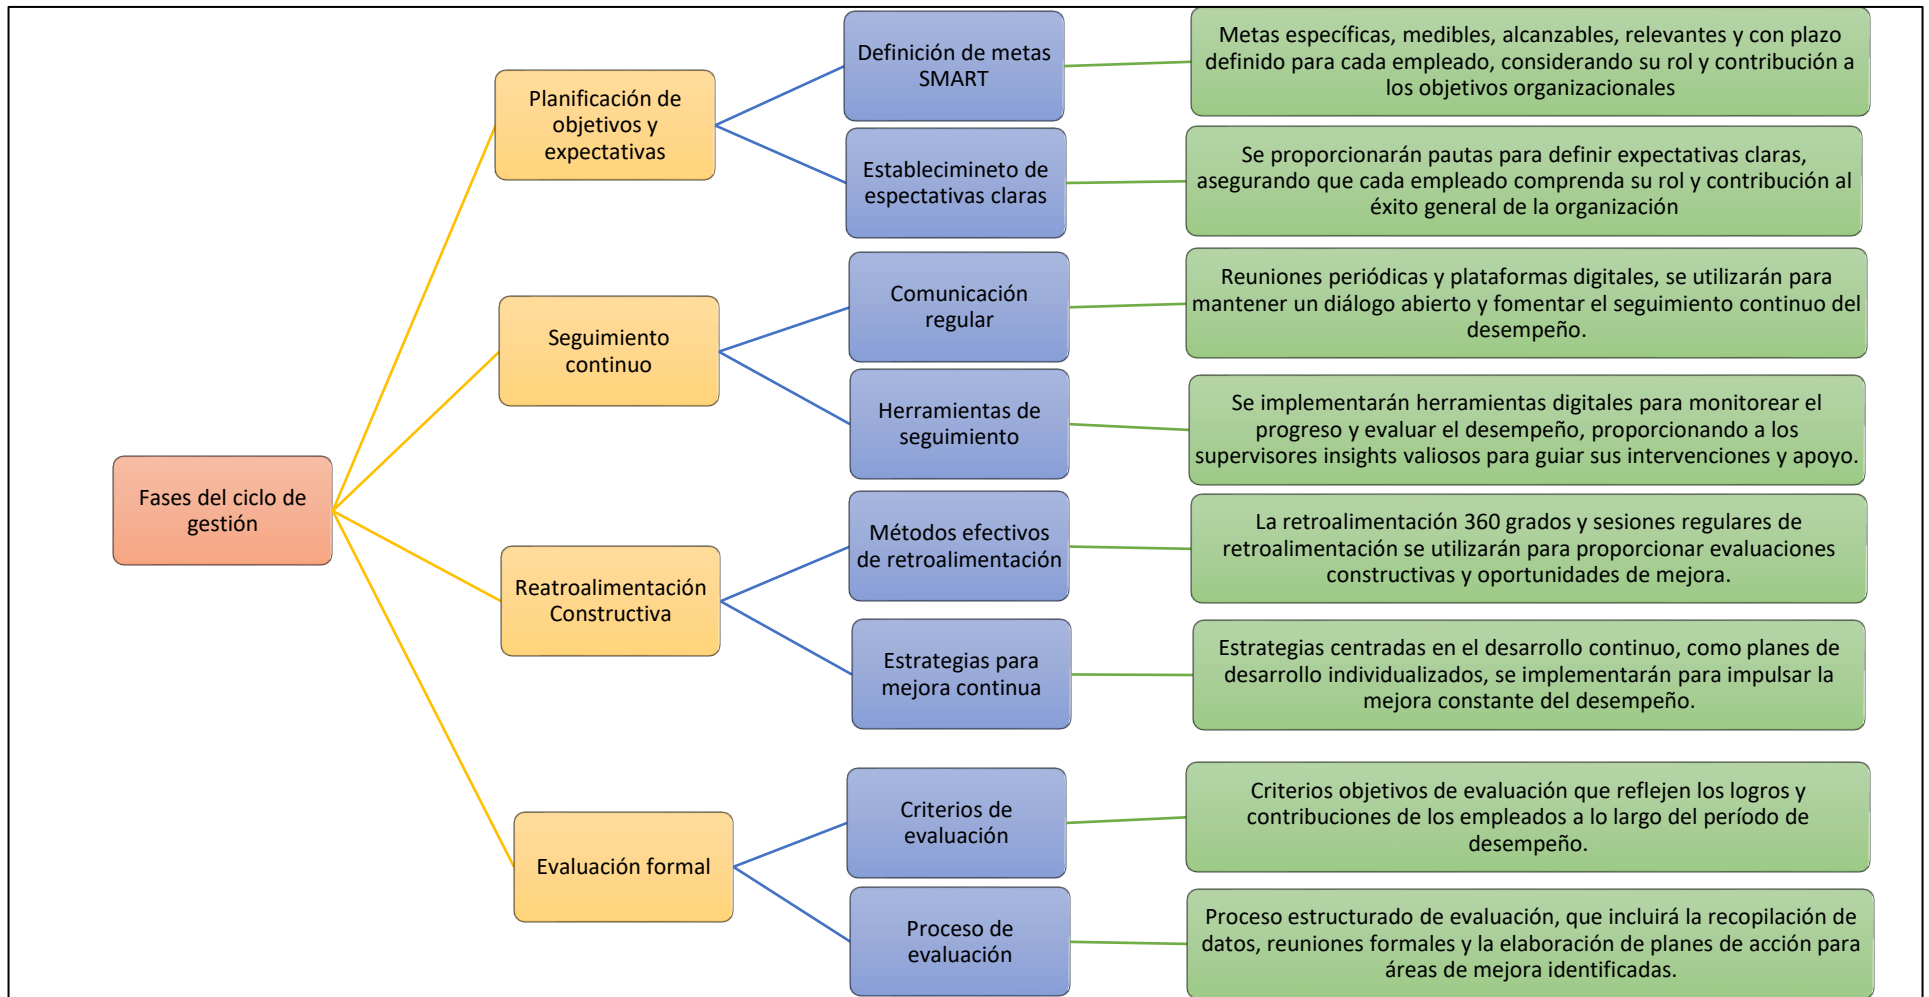 Fases del ciclo de
gestión
Planificación de
objetivos y
expectativas
Definición de metas
SMART
Metas específicas, medibles, alcanzables, relevantes y con plazo
definido para cada empleado, considerando su rol y contribución a
los objetivos organizacionales
Establecimineto de
espectativas claras
Se proporcionarán pautas para definir expectativas claras,
asegurando que cada empleado comprenda su rol y contribución al
éxito general de la organización
Seguimiento
continuo
Comunicación
regular
Reuniones periódicas y plataformas digitales, se utilizarán para
mantener un diálogo abierto y fomentar el seguimiento continuo del
desempeño.
Herramientas de
seguimiento
Se implementarán herramientas digitales para monitorear el
progreso y evaluar el desempeño, proporcionando a los
supervisores insights valiosos para guiar sus intervenciones y apoyo.
Reatroalimentación
Constructiva
Métodos efectivos
de retroalimentación
La retroalimentación 360 grados y sesiones regulares de
retroalimentación se utilizarán para proporcionar evaluaciones
constructivas y oportunidades de mejora.
Estrategias para
mejora continua
Estrategias centradas en el desarrollo continuo, como planes de
desarrollo individualizados, se implementarán para impulsar la
mejora constante del desempeño.
Evaluación formal
Criterios de
evaluación
Criterios objetivos de evaluación que reflejen los logros y
contribuciones de los empleados a lo largo del período de
desempeño.
Proceso de
evaluación
Proceso estructurado de evaluación, que incluirá la recopilación de
datos, reuniones formales y la elaboración de planes de acción para
áreas de mejora identificadas.